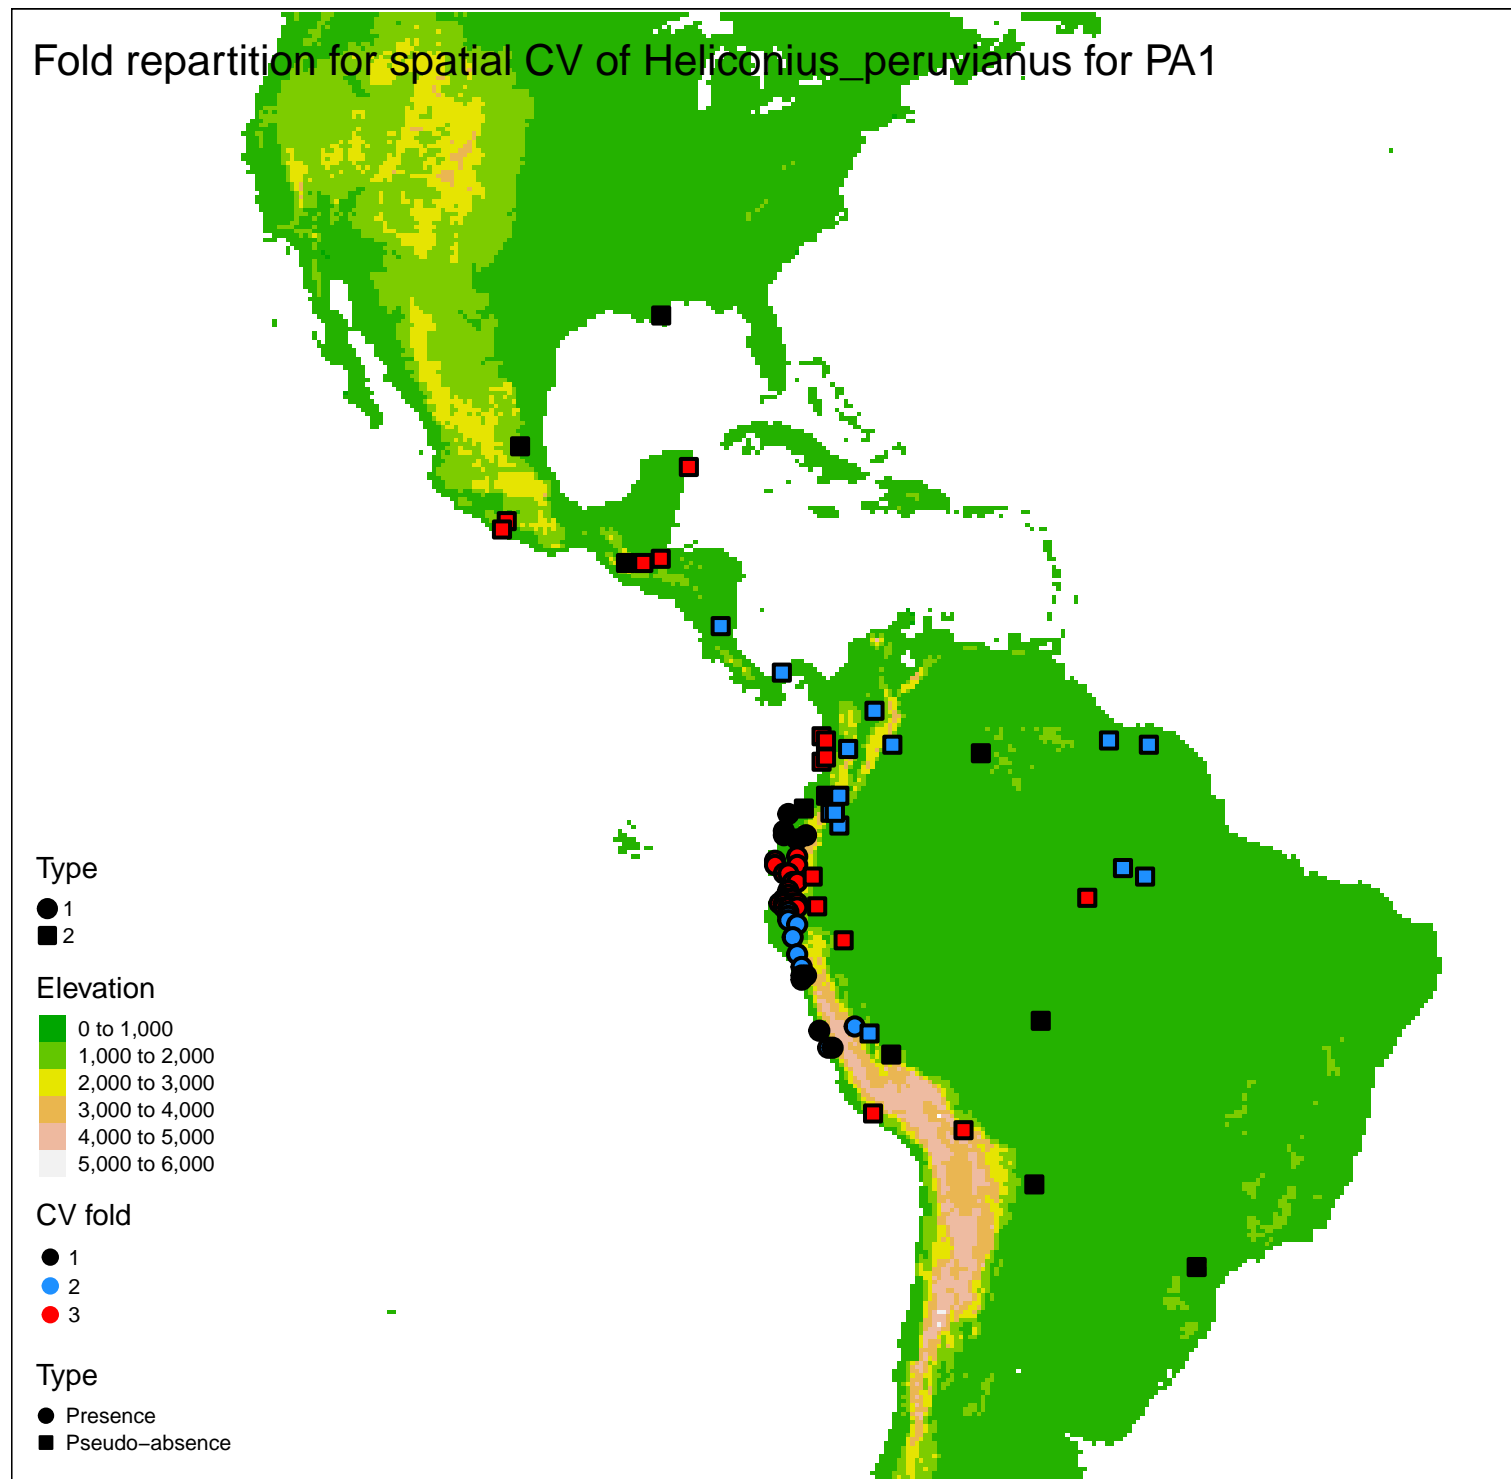 Fold repartition for spatial CV of Heliconius_peruvianus for PA1
Type
1
2
Elevation
0 to 1,000
1,000 to 2,000
2,000 to 3,000
3,000 to 4,000
4,000 to 5,000
5,000 to 6,000
CV fold
1
2
3
Type
Presence
Pseudo−absence